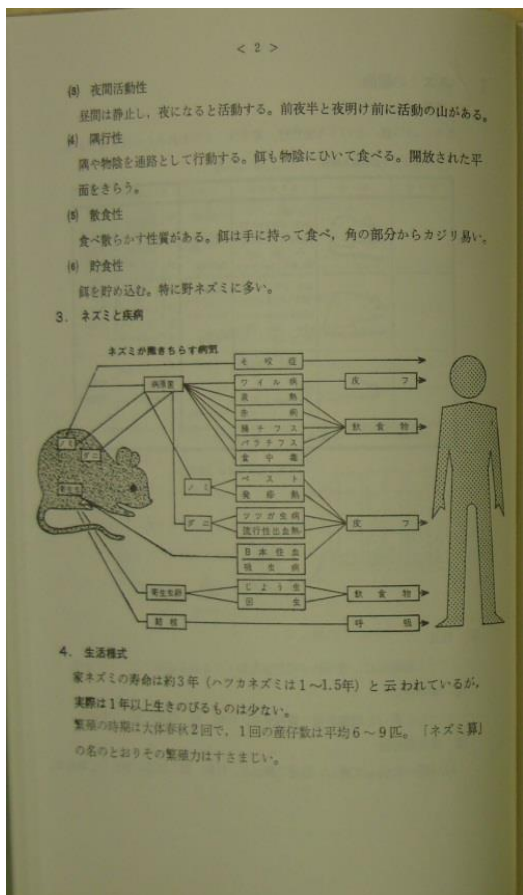 < 2 >
(3) 夜間活動性
昼間は静止し，夜になると活動する。前夜半と夜明け前に活動の山がある。
(4) 隅行性
隅や物陰を通路として行動する。餌も物陰にひいて食べる。開放された平
面をきらう。
(5) 散食性
食べ散らかす性質がある。餌は手に持って食べ，角の部分からカジリ易い。
(6) 貯食性
餌を貯め込む。特に野ネズミに多い。
3. ネズミと疾病
ネズミが撒きちらす病気
そ咬症
病原菌
ワイル病
皮フ
泉熱
赤痢
腸チフス
飲食物
パラチフス
食中毒
ノミ
ダニ
寄生虫
ノミ
ペスト
発疹熱
ダニ
ツツガ虫病
皮フ
流行性出血熱
日本住血
吸虫病
寄生虫卵
じょう虫
飲食物
回虫
結核
呼吸
4. 生活様式
家ネズミの寿命は約3年（ハツカネズミは1～1.5年）と云われているが，
実際は1年以上生きのびるものは少ない。
繁殖の時期は大体春秋2回で，1回の産仔数は平均6～9匹。「ネズミ算」
の名のとおりその繁殖力はすさまじい。